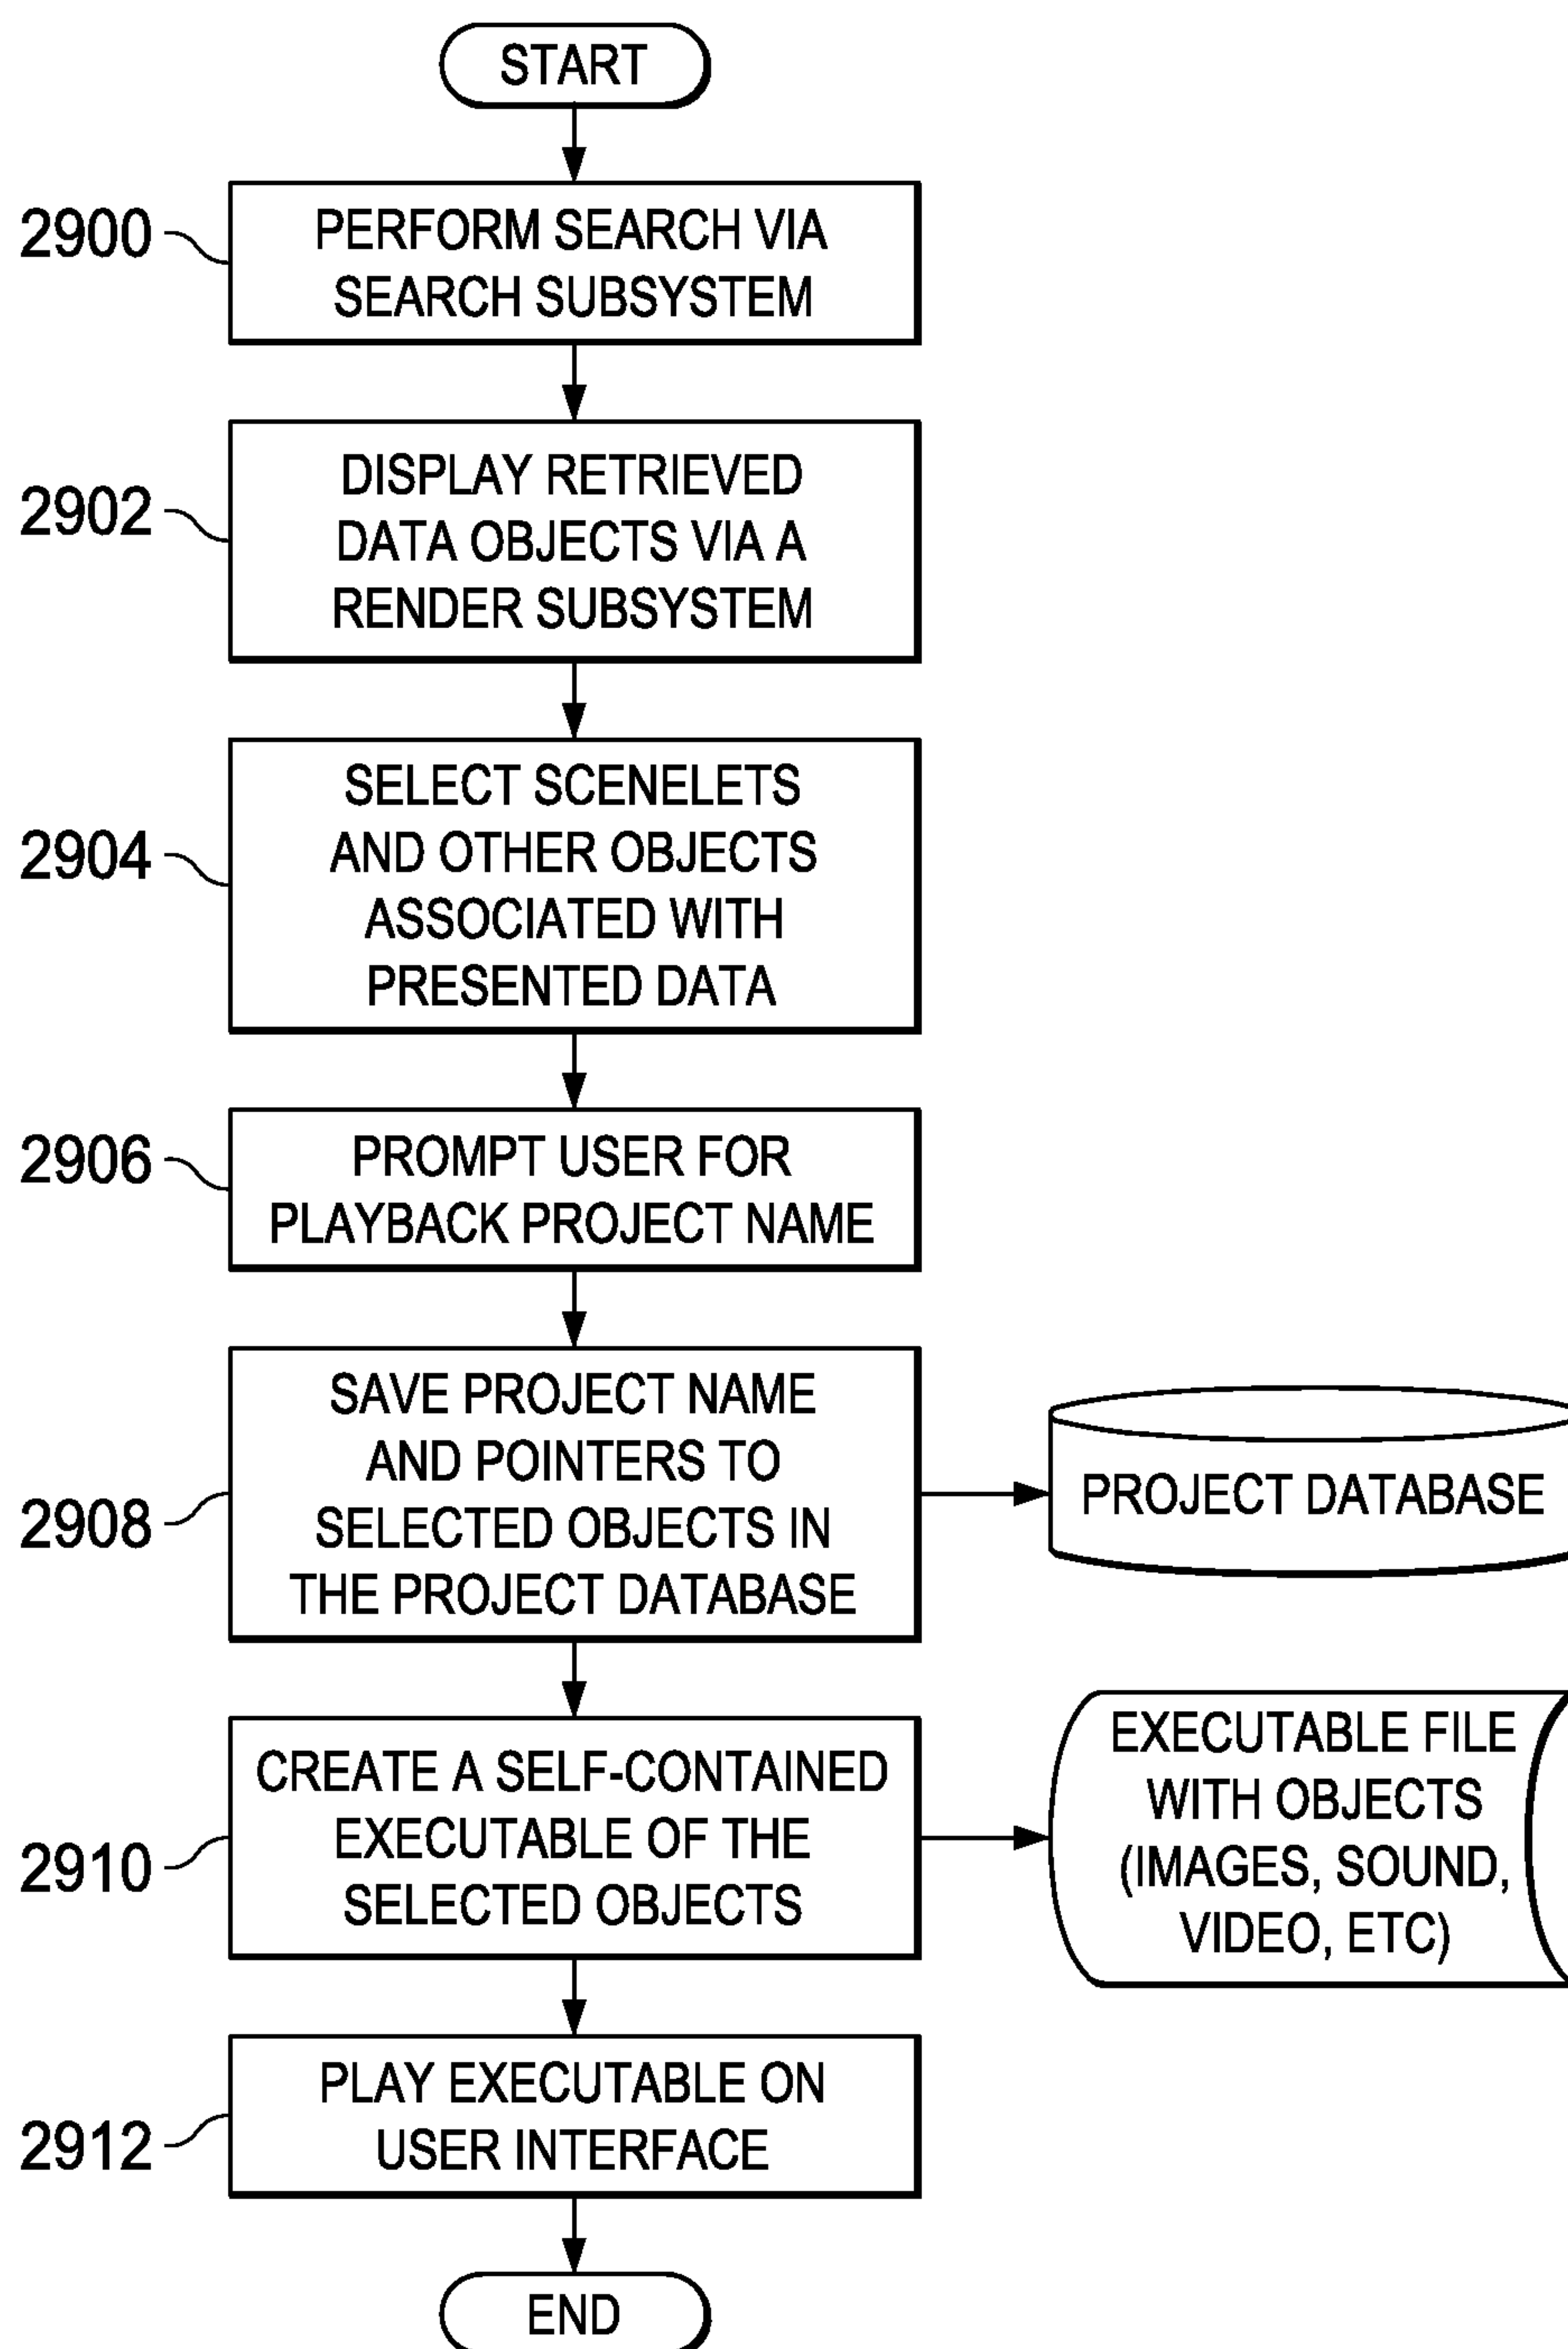 START
2900
PERFORM SEARCH VIA
SEARCH SUBSYSTEM
2902
DISPLAY RETRIEVED
DATA OBJECTS VIA A
RENDER SUBSYSTEM
2904
SELECT SCENELETS
AND OTHER OBJECTS
ASSOCIATED WITH
PRESENTED DATA
2906
PROMPT USER FOR
PLAYBACK PROJECT NAME
2908
SAVE PROJECT NAME
AND POINTERS TO
SELECTED OBJECTS IN
THE PROJECT DATABASE
PROJECT DATABASE
2910
CREATE A SELF-CONTAINED
EXECUTABLE OF THE
SELECTED OBJECTS
EXECUTABLE FILE
WITH OBJECTS
(IMAGES, SOUND,
VIDEO, ETC)
2912
PLAY EXECUTABLE ON
USER INTERFACE
END